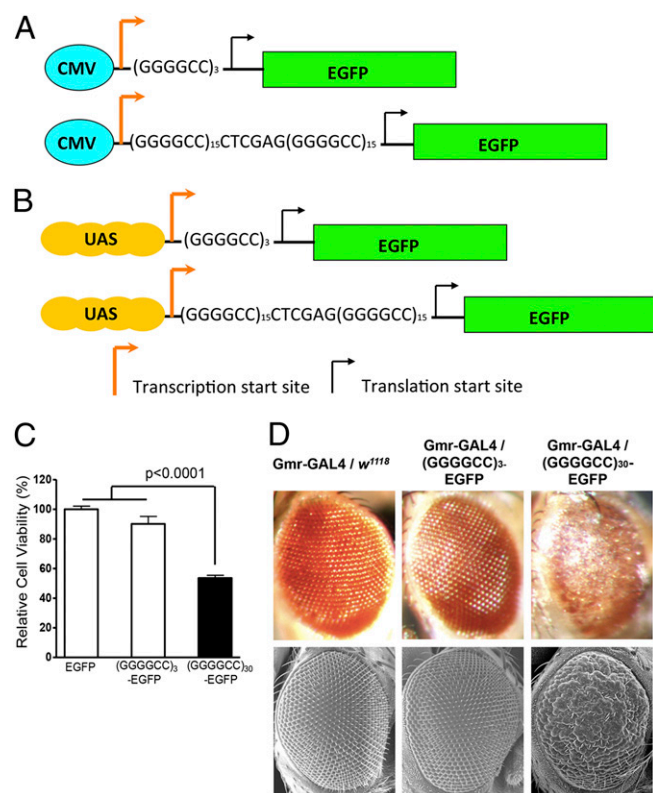 A
CMV
(GGGGCC)₃
EGFP
CMV
(GGGGCC)₁₅CTCGAG(GGGGCC)₁₅
EGFP
B
UAS
(GGGGCC)₃
EGFP
UAS
(GGGGCC)₁₅CTCGAG(GGGGCC)₁₅
EGFP
Transcription start site
Translation start site
C
p<0.0001
Relative Cell Viability (%)
120
100
80
60
40
20
0
EGFP
(GGGGCC)₃
-EGFP
(GGGGCC)₃₀
-EGFP
D
Gmr-GAL4 / w¹¹¹⁸
Gmr-GAL4 /
(GGGGCC)₃-
EGFP
Gmr-GAL4 /
(GGGGCC)₃₀-
EGFP